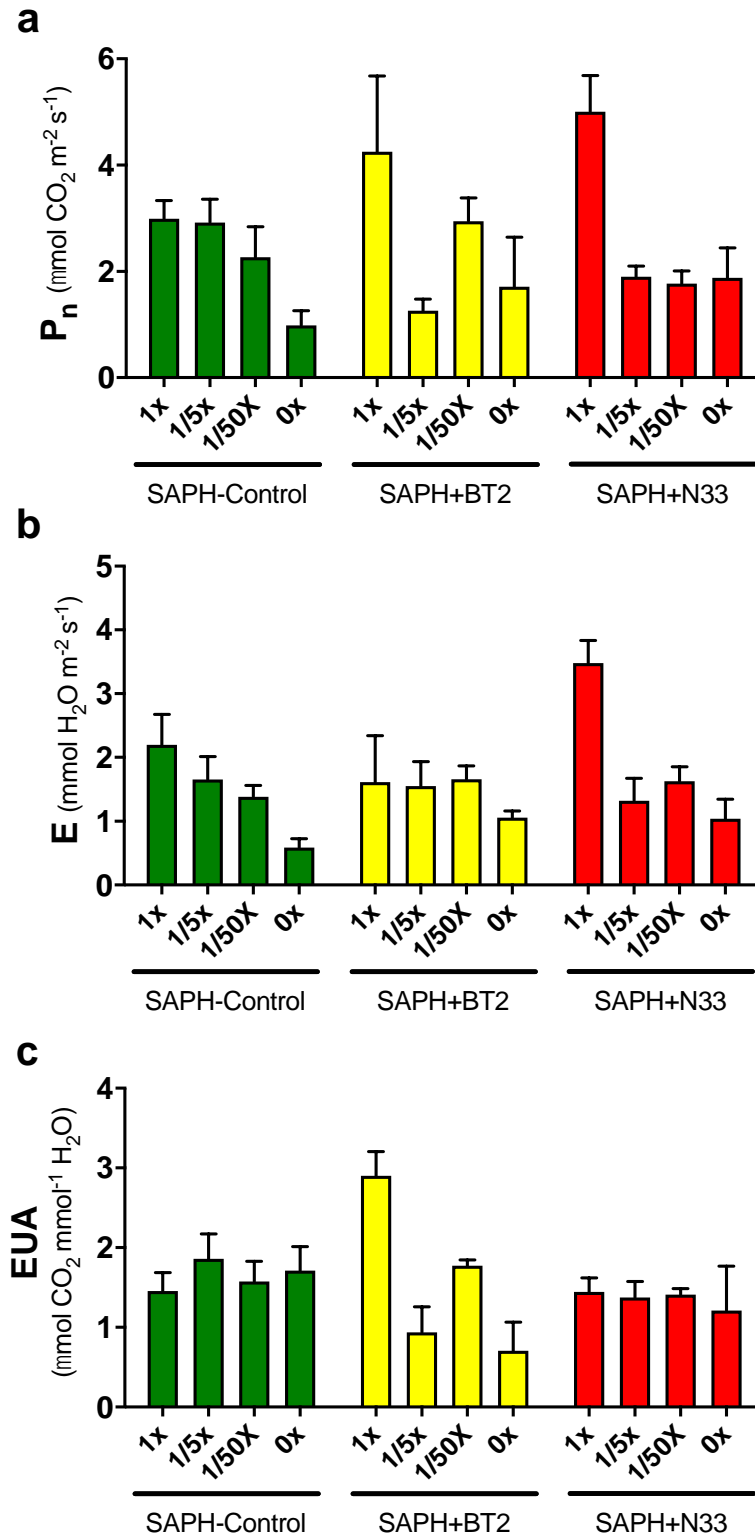 a
6
4
2
0
Pn (mmol CO2 m-2 s-1)
1x 1/5x 1/50X 0x 1x 1/5x 1/50X 0x 1x 1/5x 1/50X 0x
SAPH-Control SAPH+BT2 SAPH+N33
b
5
4
3
2
1
0
E (mmol H2O m-2 s-1)
1x 1/5x 1/50X 0x 1x 1/5x 1/50X 0x 1x 1/5x 1/50X 0x
SAPH-Control SAPH+BT2 SAPH+N33
c
4
3
2
1
0
EUA
(mmol CO2 mmol-1 H2O)
1x 1/5x 1/50X 0x 1x 1/5x 1/50X 0x 1x 1/5x 1/50X 0x
SAPH-Control SAPH+BT2 SAPH+N33